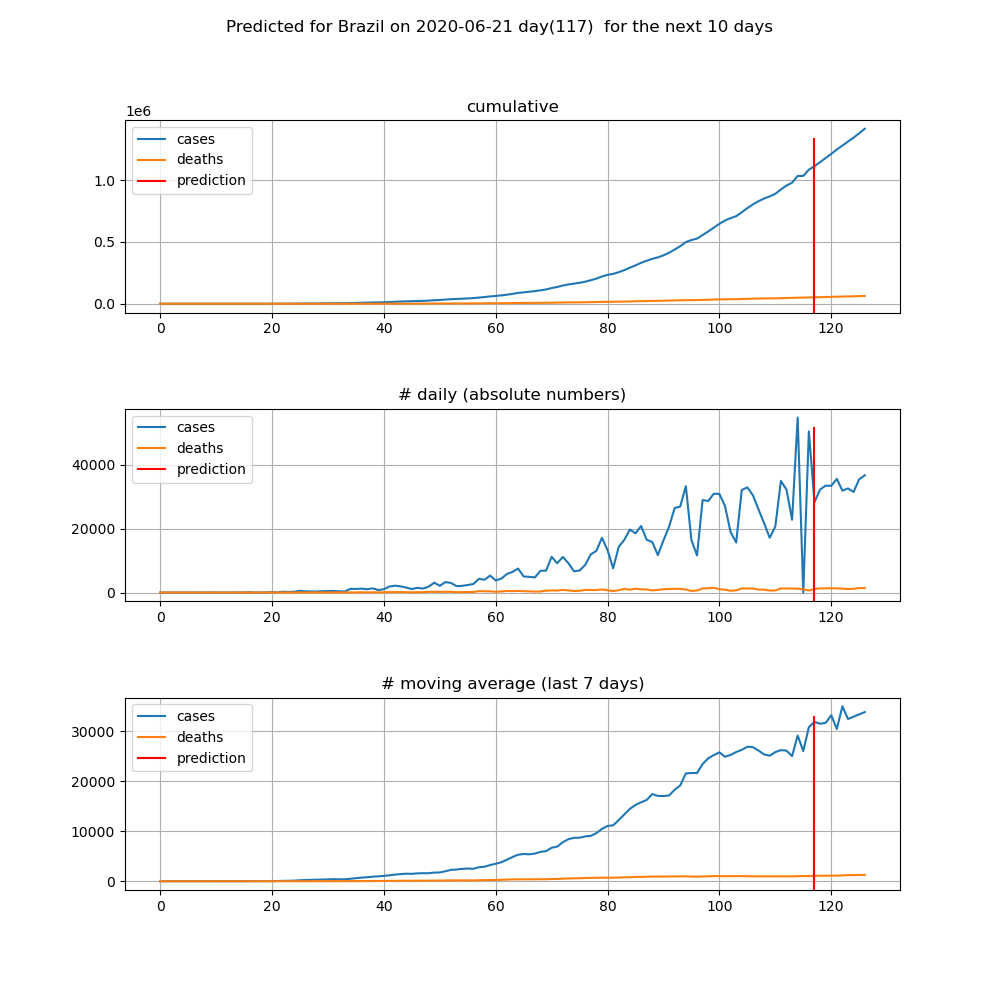 Predicted for Brazil on 2020-06-21 day(117)  for the next 10 days
cumulative
1e6
cases
deaths
prediction
1.0
0.5
0.0
0 20 40 60 80 100 120
# daily (absolute numbers)
cases
deaths
prediction
40000
20000
0
0 20 40 60 80 100 120
# moving average (last 7 days)
cases
deaths
prediction
30000
20000
10000
0
0 20 40 60 80 100 120